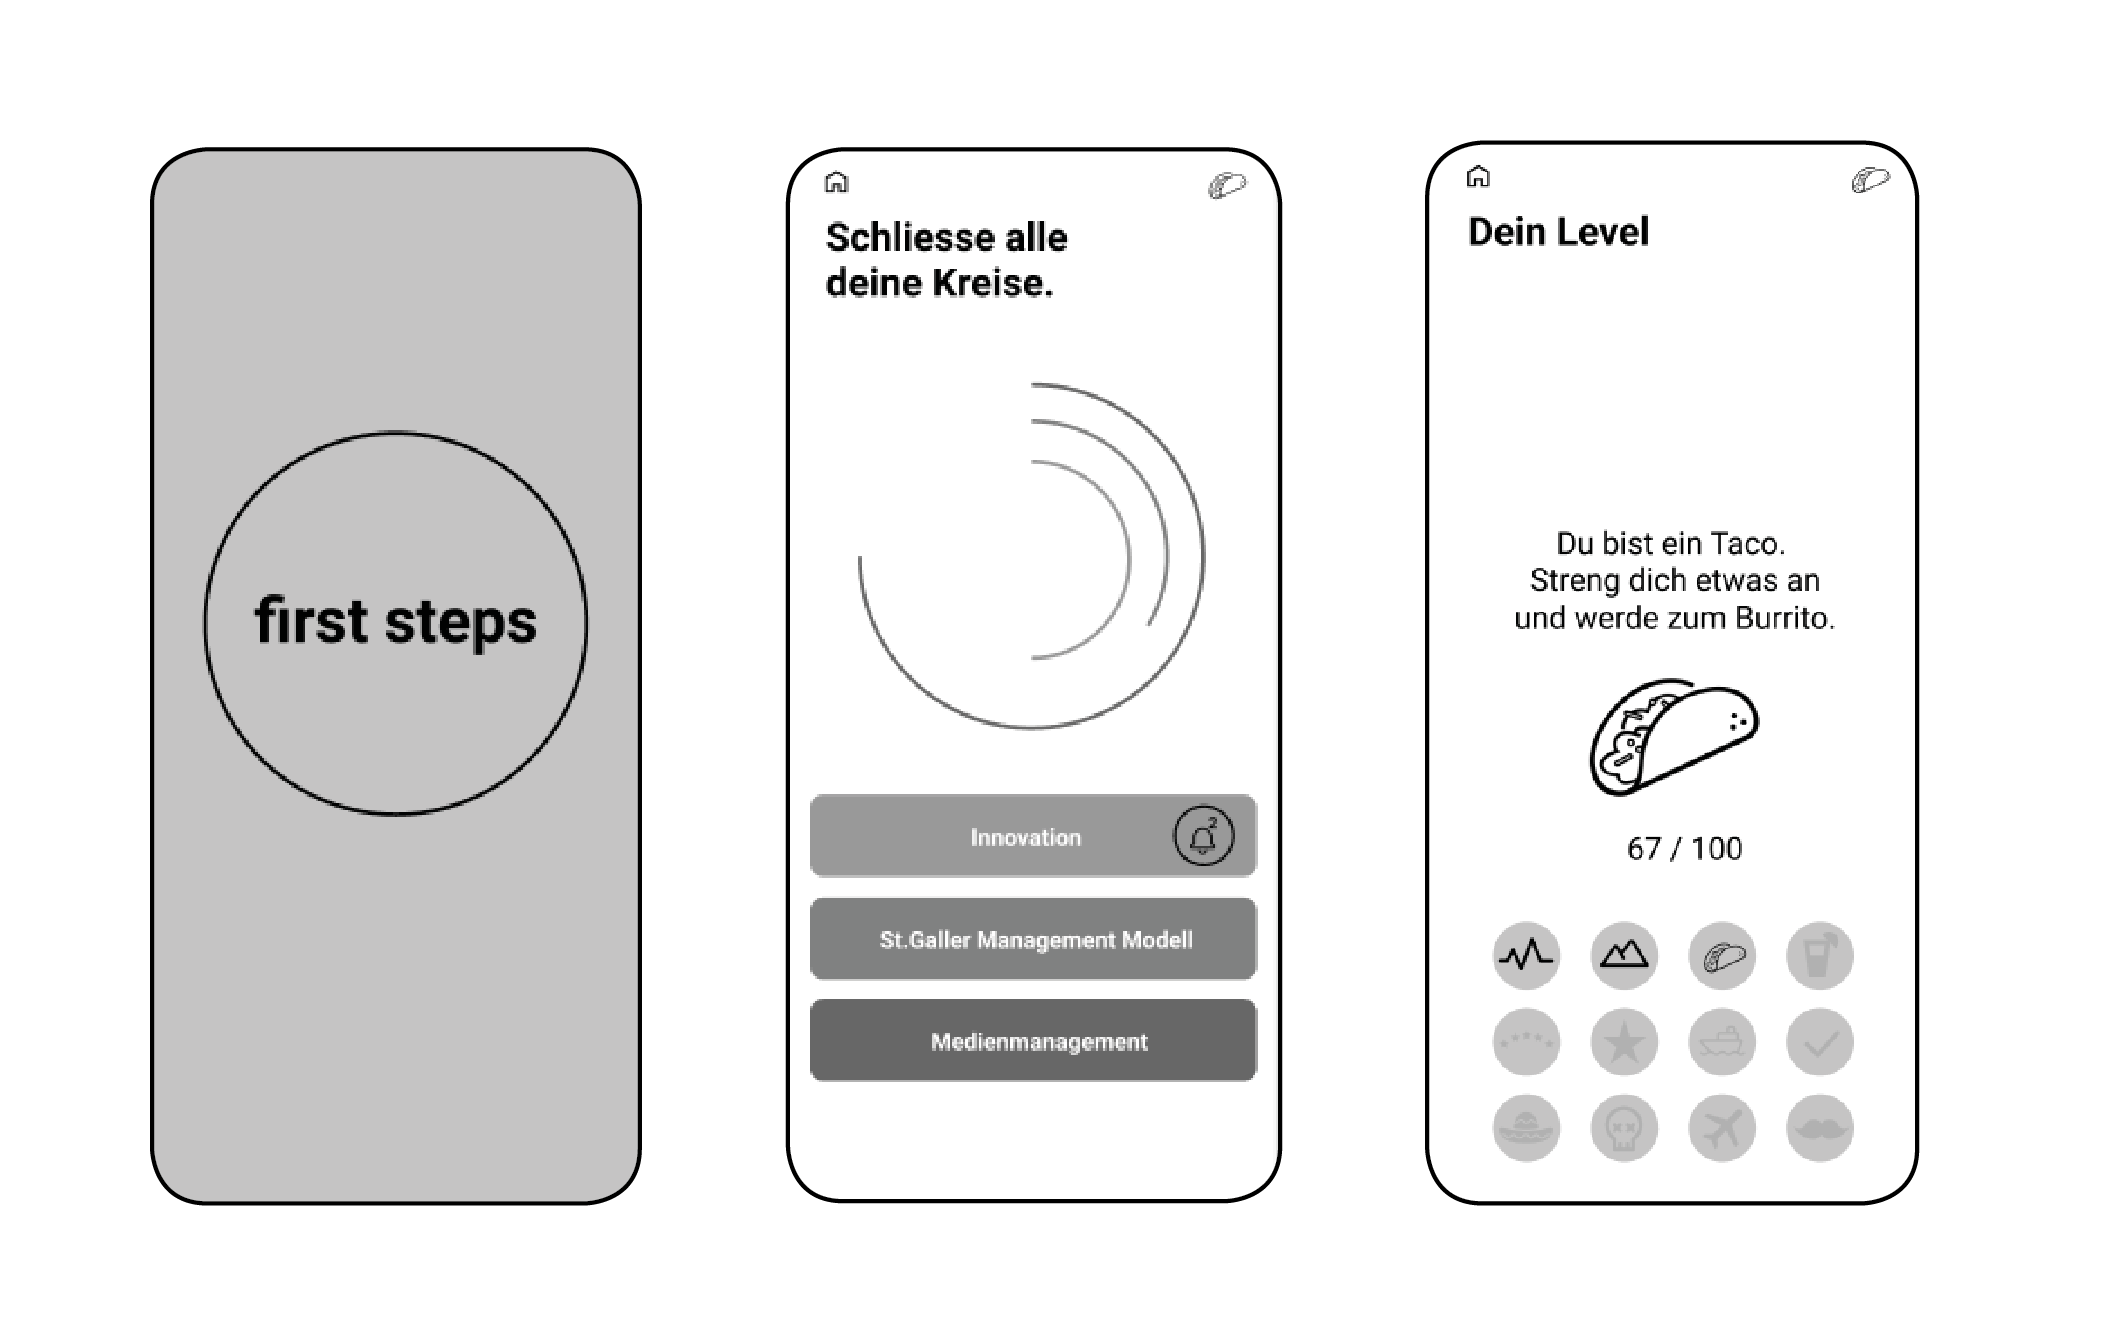 first steps
Schliesse alle
deine Kreise.
Innovation
2
St.Galler Management Modell
Medienmanagement
Dein Level
Du bist ein Taco.
Streng dich etwas an
und werde zum Burrito.
67 / 100